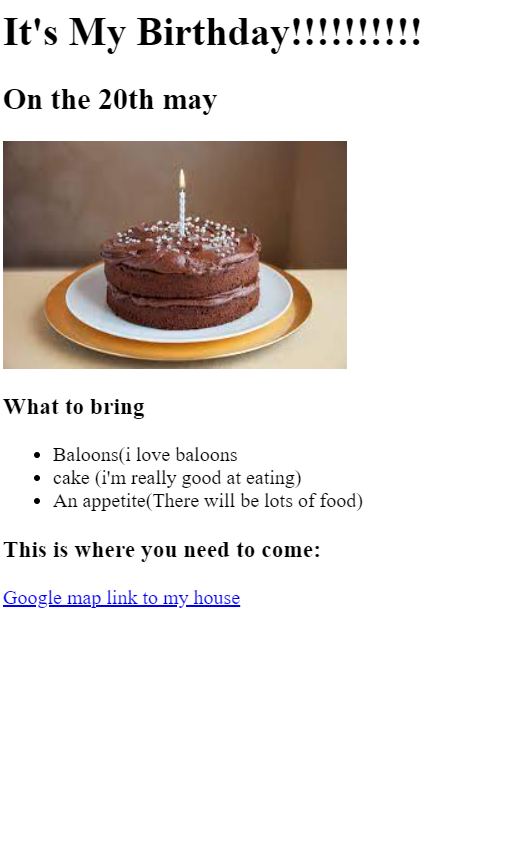 It's My Birthday!!!!!!!!!!
On the 20th may
What to bring
Baloons(i love baloons
cake (i'm really good at eating)
An appetite(There will be lots of food)
This is where you need to come:
Google map link to my house